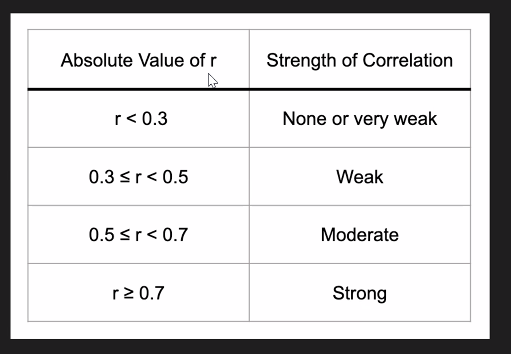 Absolute Value of r
Strength of Correlation
r < 0.3
None or very weak
0.3 ≤ r < 0.5
Weak
0.5 ≤ r < 0.7
Moderate
r ≥ 0.7
Strong